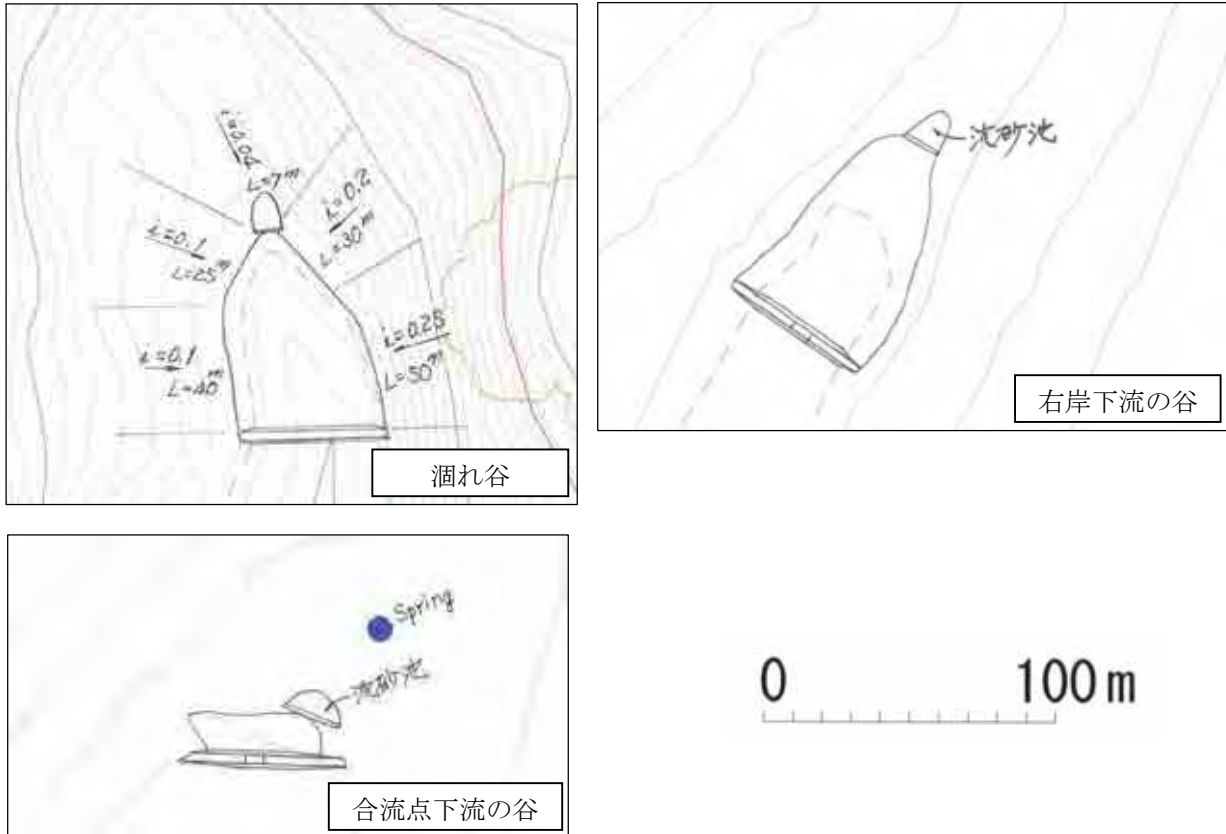 i=0.04
L=7m
i=0.2
L=30m
i=0.1
L=25m
i=0.1
L=40m
i=0.25
L=50m
涸れ谷
沈砂池
右岸下流の谷
Spring
沈砂池
合流点下流の谷
0 100m